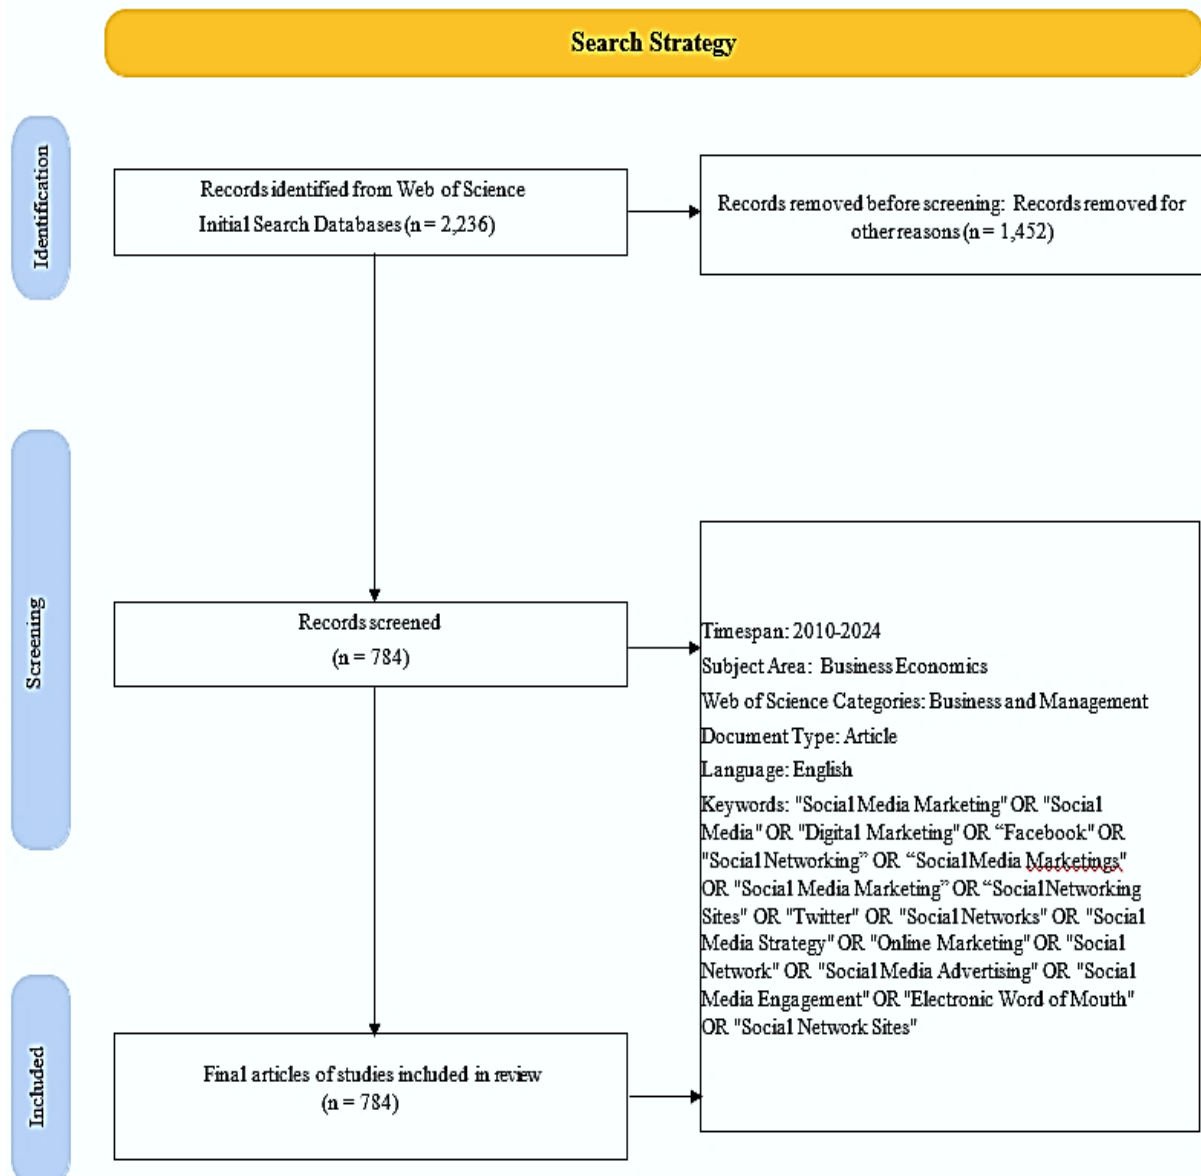 Search Strategy
Identification
Records identified from Web of Science
Initial Search Databases (n = 2,236)
Records removed before screening: Records removed for
other reasons (n = 1,452)
Screening
Records screened
(n = 784)
Timespan: 2010-2024
Subject Area: Business Economics
Web of Science Categories: Business and Management
Document Type: Article
Language: English
Keywords: "Social Media Marketing" OR "Social
Media" OR "Digital Marketing" OR “Facebook" OR
"Social Networking” OR “Social Media Marketings"
OR "Social Media Marketing” OR “Social Networking
Sites" OR "Twitter" OR "Social Networks" OR "Social
Media Strategy" OR "Online Marketing" OR "Social
Network" OR "Social Media Advertising" OR "Social
Media Engagement" OR "Electronic Word of Mouth"
OR "Social Network Sites"
Included
Final articles of studies included in review
(n = 784)